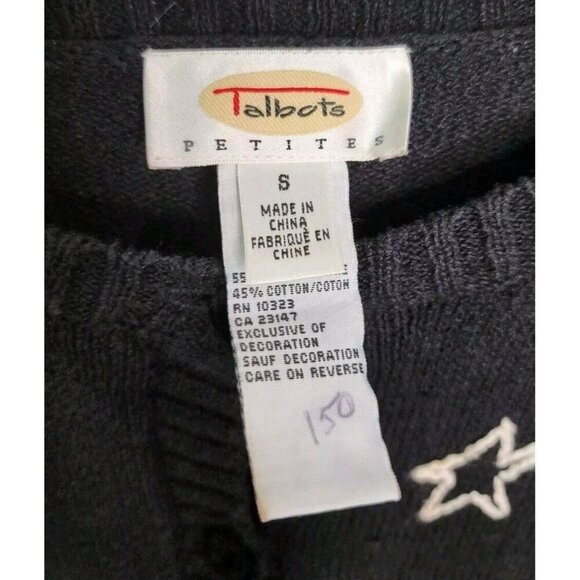 Talbots
PETITES
S
MADE IN
CHINA
FABRIQUÉ EN
CHINE
55
45% COTTON/COTON
RN 10323
CA 23147
EXCLUSIVE OF
DECORATION
SAUF DECORATION
CARE ON REVERSE
150